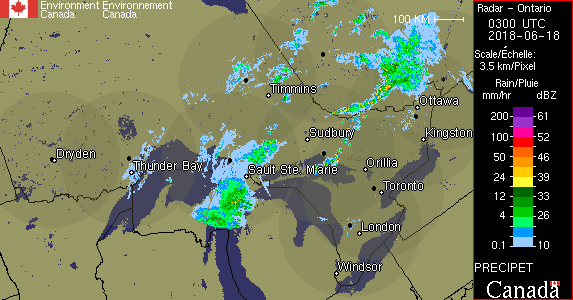 Environment Environnement
Canada Canada
100 KM
Timmins
Ottawa
Sudbury
Kingston
Dryden
Thunder Bay
Sault Ste. Marie
Orillia
Toronto
London
Windsor
Radar - Ontario
0300 UTC
2018-06-18
Scale/Échelle:
3.5 km/Pixel
Rain/Pluie
mm/hr dBZ
200 61
100 52
50 46
24 39
12 33
4 26
0.1 10
PRECIPET
Canada